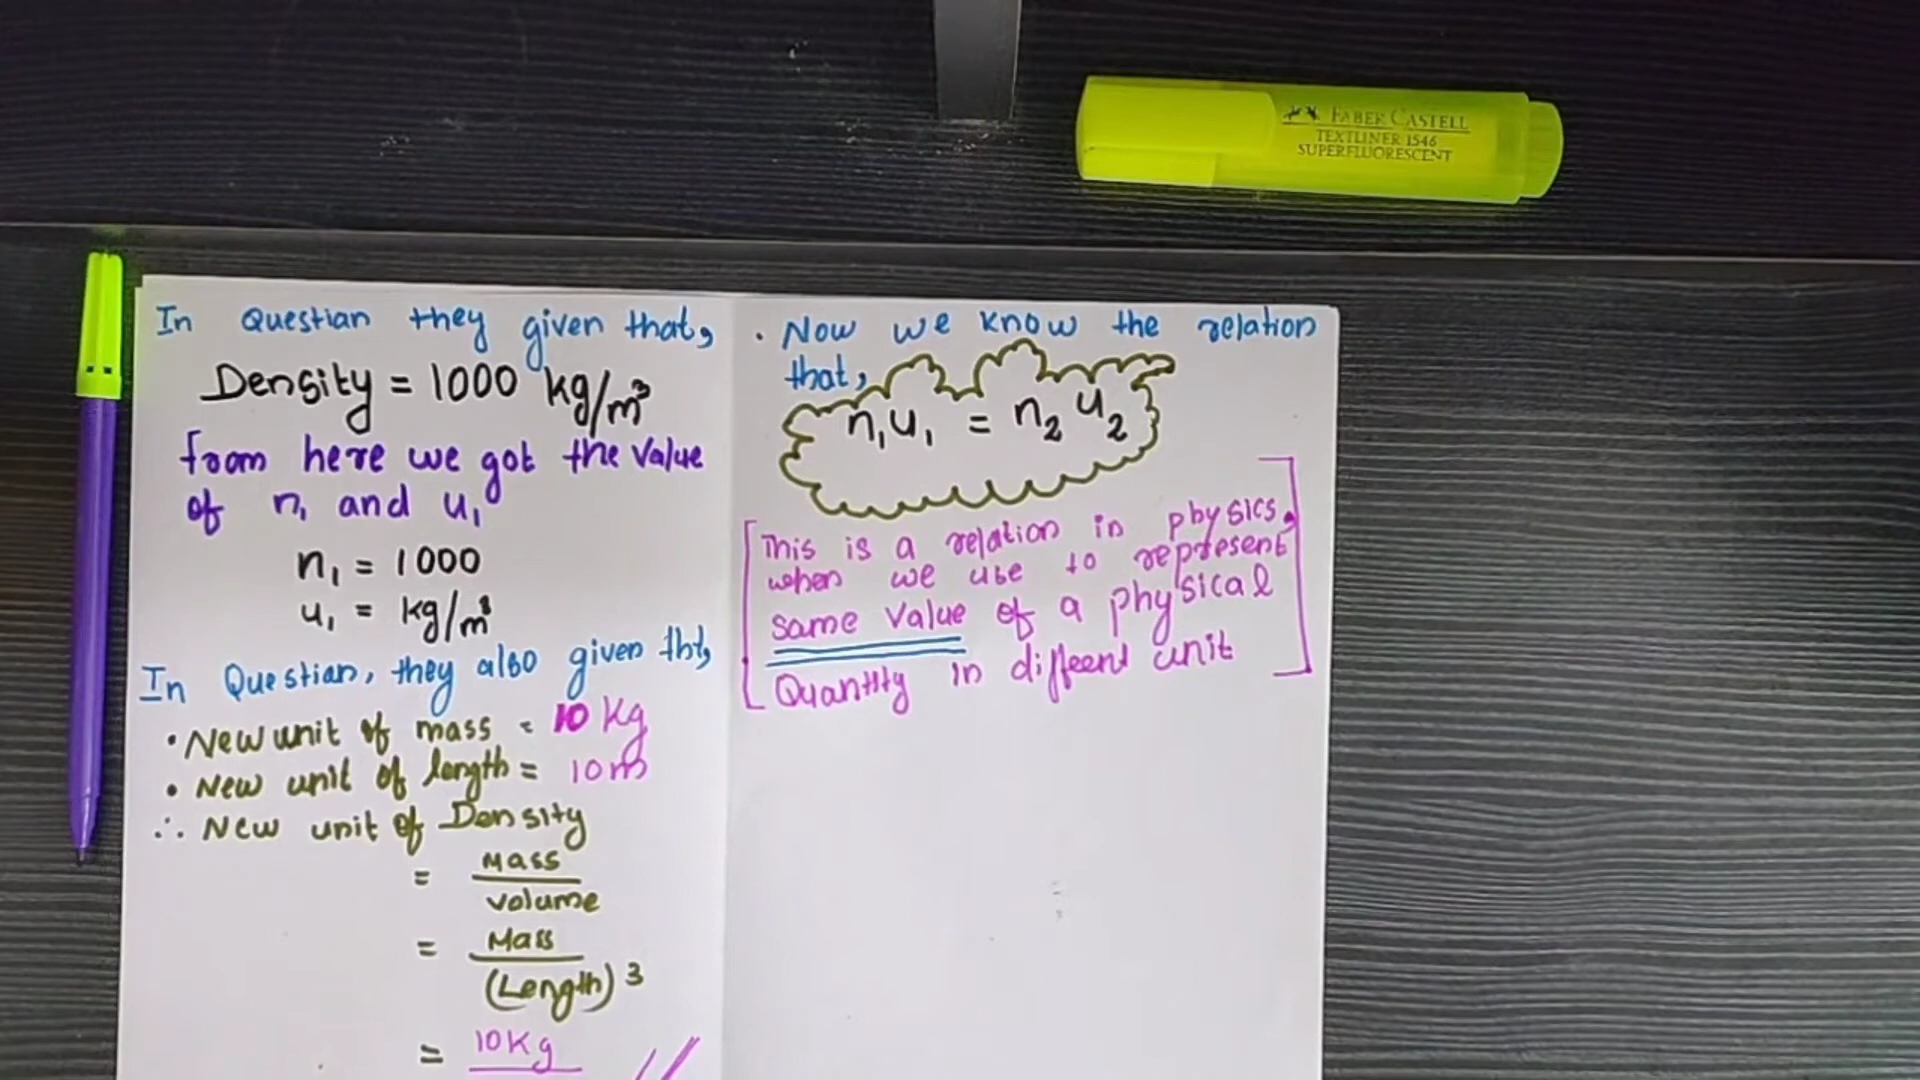 FABER CASTELL
TEXTLINER 1546
SUPERFLUORESCENT
In Question they given that,
Density = 1000 kg/m³
from here we got the value
of n₁ and u₁
n₁ = 1000
u₁ = kg/m³
In Question, they also given tht,
• New unit of mass = 10 kg
• New unit of length = 10m
∴ New unit of Density
= Mass
volume
= Mass
(Length)³
= 10Kg
• Now we know the relation
that,
n₁u₁ = n₂u₂
[This is a relation in physics,
when we use to represent
same value of a physical
Quantity in different unit]